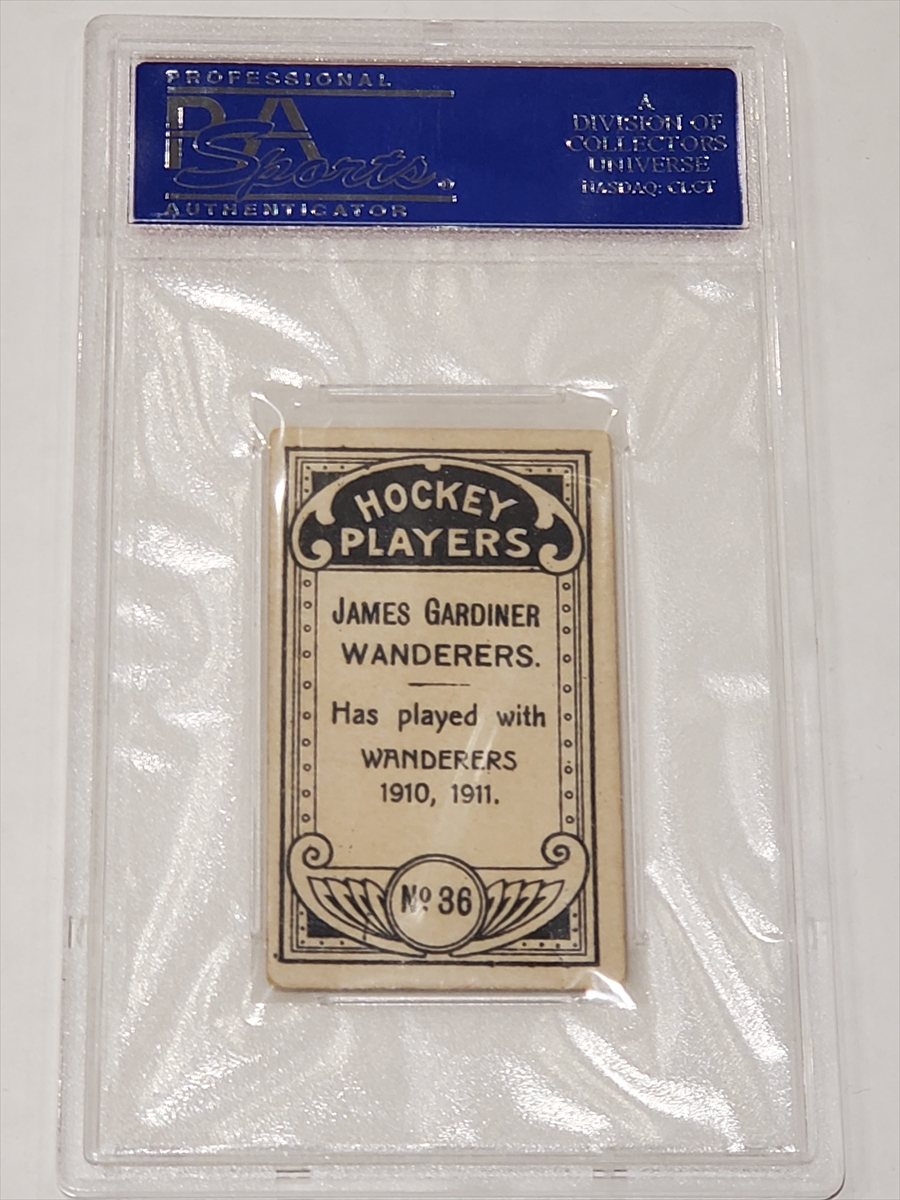 PROFESSIONAL
PSA
Sports
AUTHENTICATOR
A
DIVISION OF
COLLECTORS
UNIVERSE
NASDAQ: CLCT
HOCKEY
PLAYERS
JAMES GARDINER
WANDERERS.
Has played with
WANDERERS
1910, 1911.
Nº 36